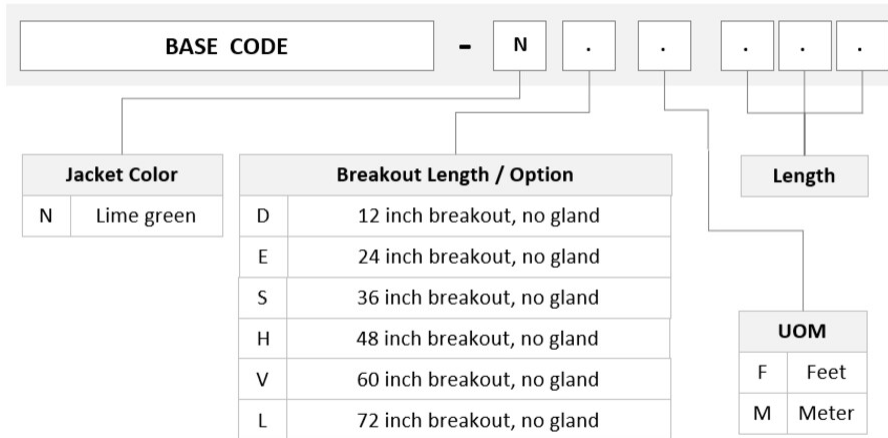 BASE CODE - N . . . . .
Jacket Color
N Lime green
Breakout Length / Option
D 12 inch breakout, no gland
E 24 inch breakout, no gland
S 36 inch breakout, no gland
H 48 inch breakout, no gland
V 60 inch breakout, no gland
L 72 inch breakout, no gland
Length
UOM
F Feet
M Meter